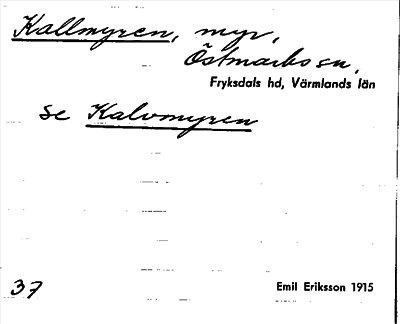 Kallmyren, myr,
Östmarks sn,
Fryksdals hd, Värmlands län
se Kalvmyren
37
Emil Eriksson 1915